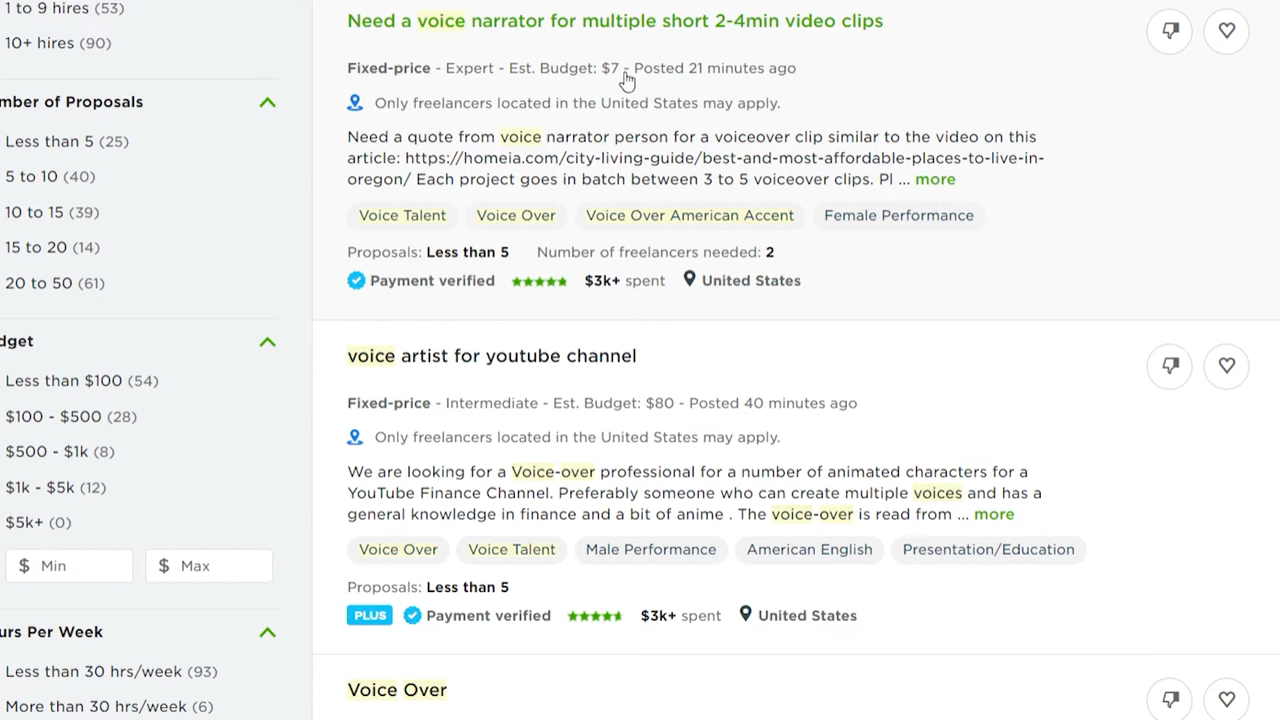 1 to 9 hires (53)
10+ hires (90)
mber of Proposals
Less than 5 (25)
5 to 10 (40)
10 to 15 (39)
15 to 20 (14)
20 to 50 (61)
dget
Less than $100 (54)
$100 - $500 (28)
$500 - $1k (8)
$1k - $5k (12)
$5k+ (0)
$ Min $ Max
urs Per Week
Less than 30 hrs/week (93)
More than 30 hrs/week (6)
Need a voice narrator for multiple short 2-4min video clips
Fixed-price - Expert - Est. Budget: $7 - Posted 21 minutes ago
Only freelancers located in the United States may apply.
Need a quote from voice narrator person for a voiceover clip similar to the video on this
article: https://homeia.com/city-living-guide/best-and-most-affordable-places-to-live-in-
oregon/ Each project goes in batch between 3 to 5 voiceover clips. Pl ... more
Voice Talent Voice Over Voice Over American Accent Female Performance
Proposals: Less than 5 Number of freelancers needed: 2
Payment verified $3k+ spent United States
voice artist for youtube channel
Fixed-price - Intermediate - Est. Budget: $80 - Posted 40 minutes ago
Only freelancers located in the United States may apply.
We are looking for a Voice-over professional for a number of animated characters for a
YouTube Finance Channel. Preferably someone who can create multiple voices and has a
general knowledge in finance and a bit of anime . The voice-over is read from ... more
Voice Over Voice Talent Male Performance American English Presentation/Education
Proposals: Less than 5
PLUS Payment verified $3k+ spent United States
Voice Over